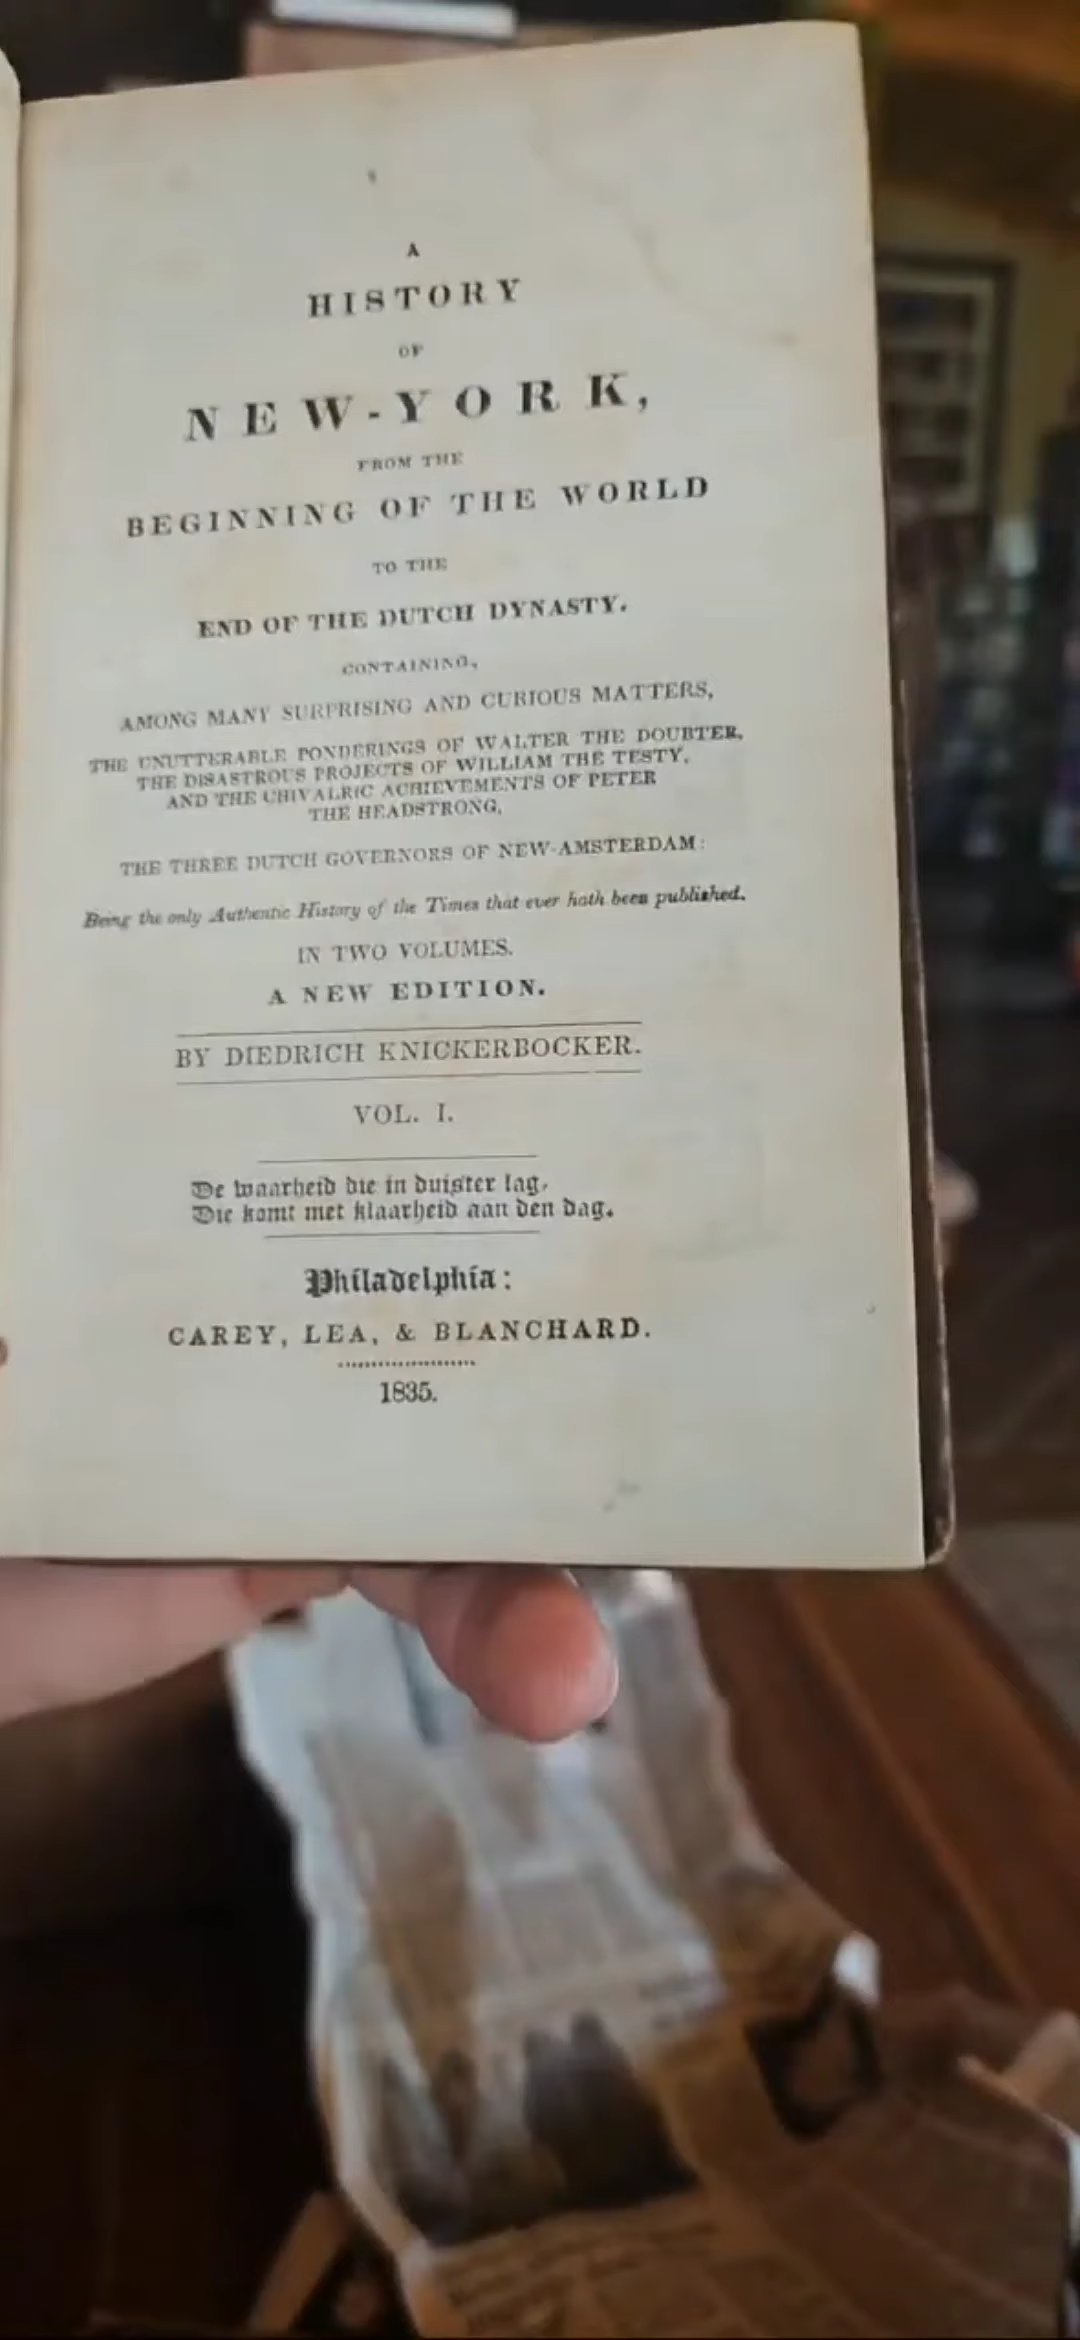 A
HISTORY
OF
NEW-YORK,
FROM THE
BEGINNING OF THE WORLD
TO THE
END OF THE DUTCH DYNASTY.
CONTAINING,
AMONG MANY SURPRISING AND CURIOUS MATTERS,
THE UNUTTERABLE PONDERINGS OF WALTER THE DOUBTER,
THE DISASTROUS PROJECTS OF WILLIAM THE TESTY,
AND THE CHIVALRIC ACHIEVEMENTS OF PETER
THE HEADSTRONG,
THE THREE DUTCH GOVERNORS OF NEW-AMSTERDAM:
Being the only Authentic History of the Times that ever hath been published.
IN TWO VOLUMES.
A NEW EDITION.
BY DIEDRICH KNICKERBOCKER.
VOL. I.
De waarheid die in duister lag,
Die komt met klaarheid aan den dag.
Philadelphia:
CAREY, LEA, & BLANCHARD.
1835.